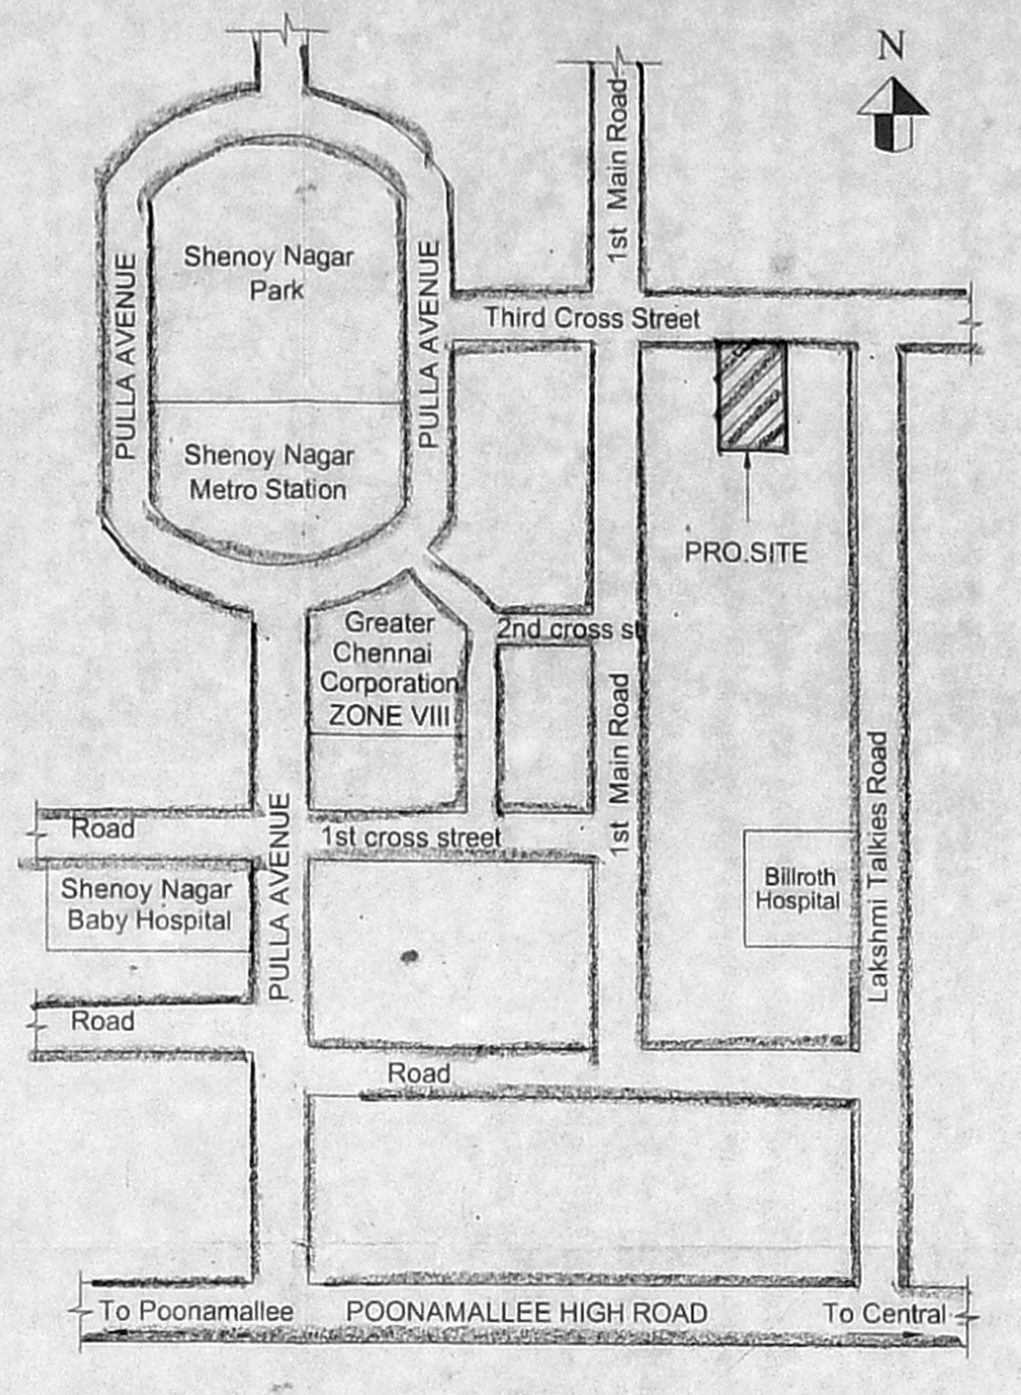 N
1st Main Road
Shenoy Nagar
Park
PULLA AVENUE
PULLA AVENUE
Third Cross Street
Shenoy Nagar
Metro Station
PRO.SITE
Greater
Chennai
Corporation
ZONE VIII
2nd cross st
1st Main Road
Lakshmi Talkies Road
PULLA AVENUE
Road
1st cross street
Shenoy Nagar
Baby Hospital
Billroth
Hospital
Road
Road
To Poonamallee
POONAMALLEE HIGH ROAD
To Central